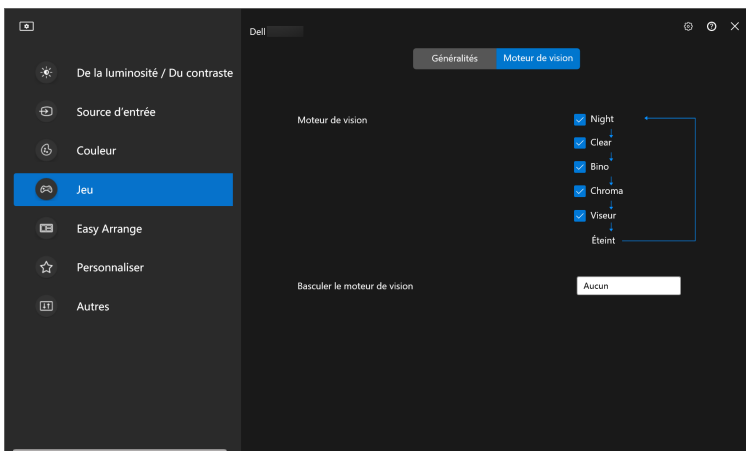 Dell
Généralités
Moteur de vision
De la luminosité / Du contraste
Source d'entrée
Couleur
Jeu
Easy Arrange
Personnaliser
Autres
Moteur de vision
Night
Clear
Bino
Chroma
Viseur
Éteint
Basculer le moteur de vision
Aucun